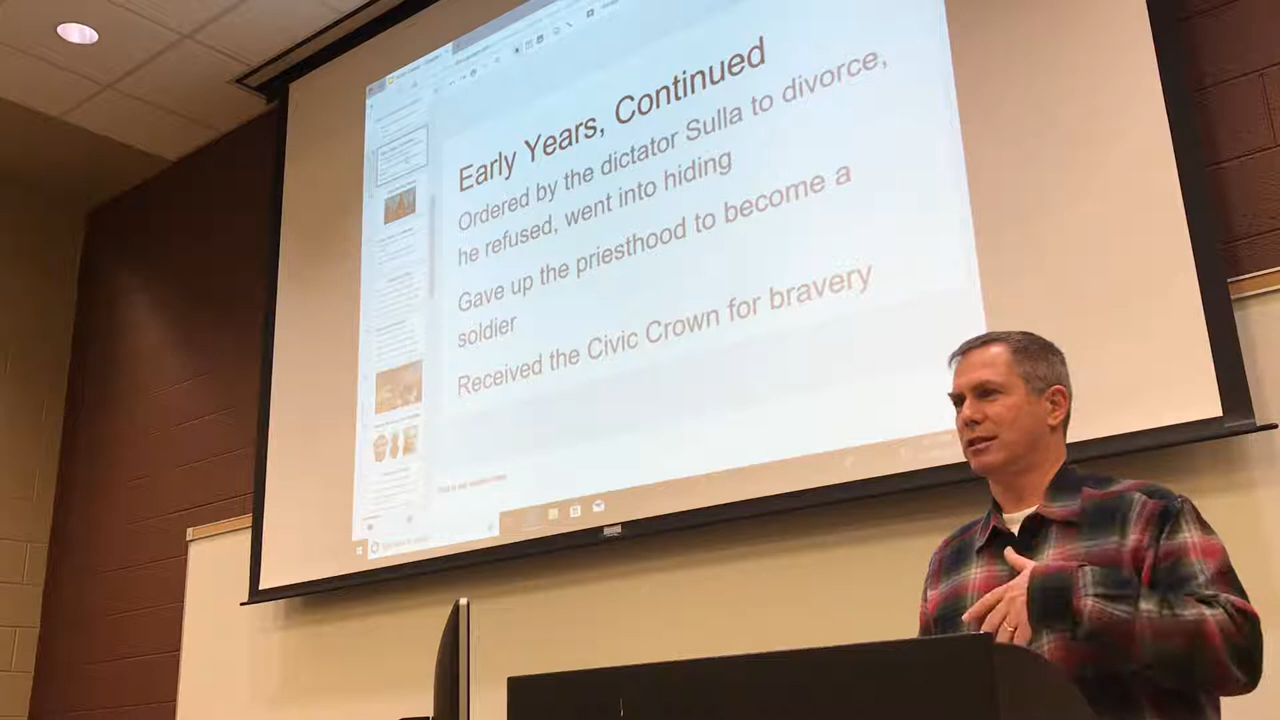 Early Years, Continued
Ordered by the dictator Sulla to divorce,
he refused, went into hiding
Gave up the priesthood to become a
soldier
Received the Civic Crown for bravery